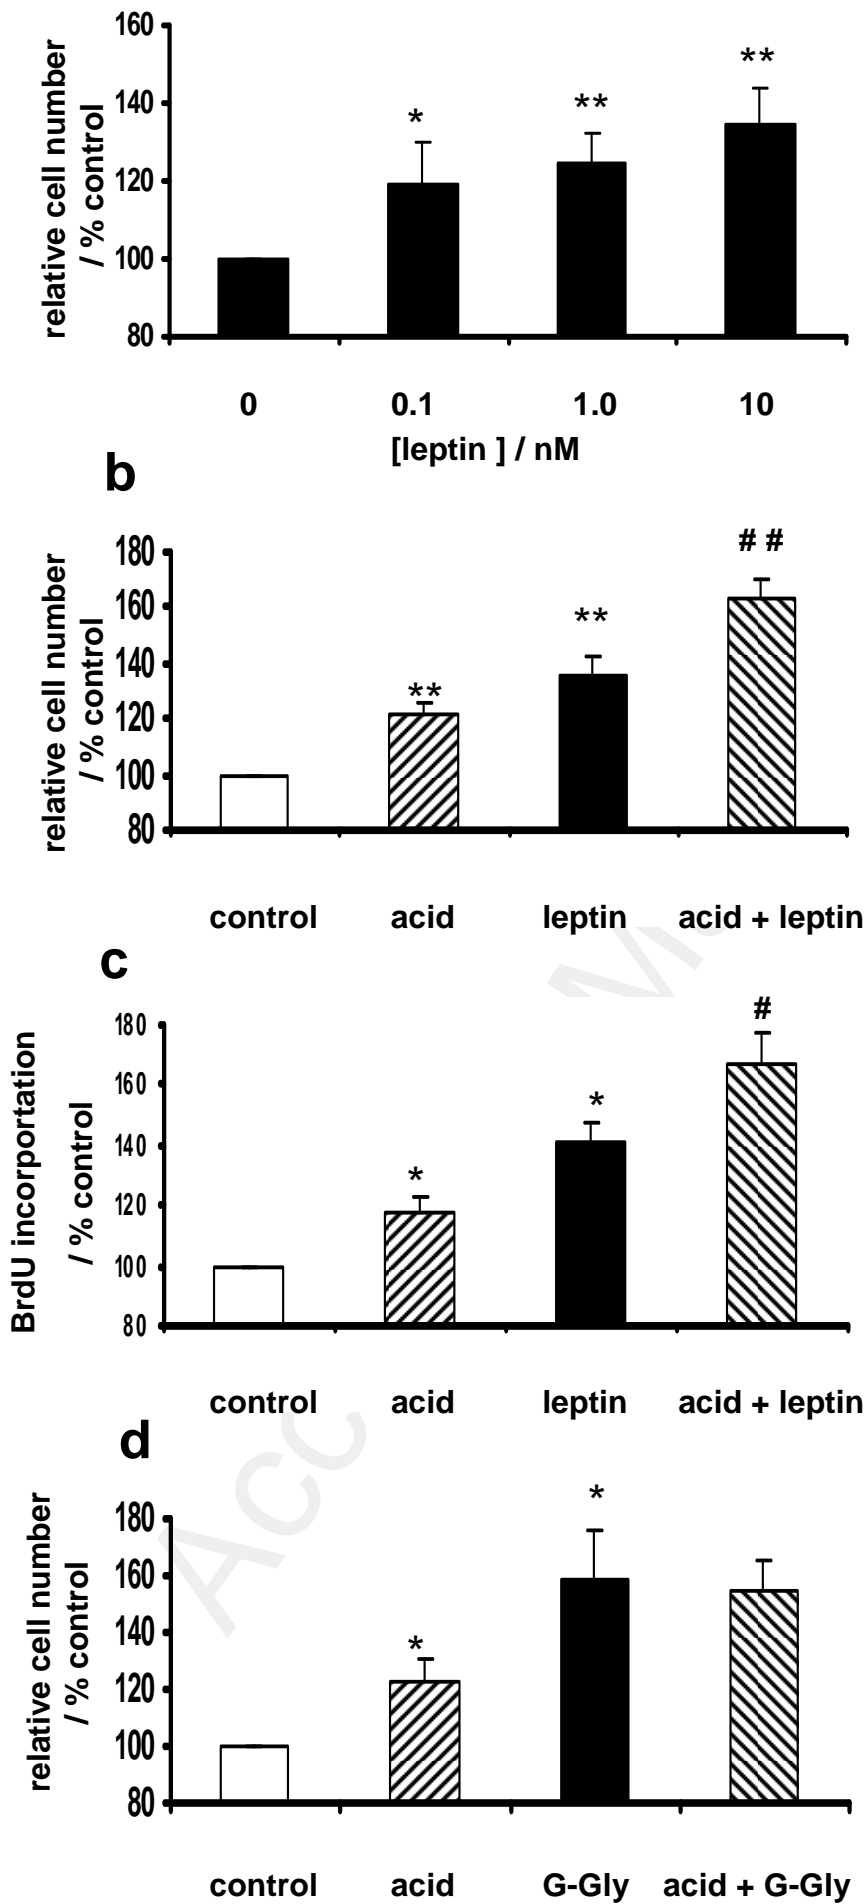 160
140
120
100
80
relative cell number
/ % control
*
**
**
0 0.1 1.0 10
[leptin ] / nM
b
180
160
140
120
100
80
relative cell number
/ % control
**
**
# #
control acid leptin acid + leptin
c
180
160
140
120
100
80
BrdU incorportation
/ % control
*
*
#
control acid leptin acid + leptin
d
Acc
180
160
140
120
100
80
relative cell number
/ % control
*
*
control acid G-Gly acid + G-Gly